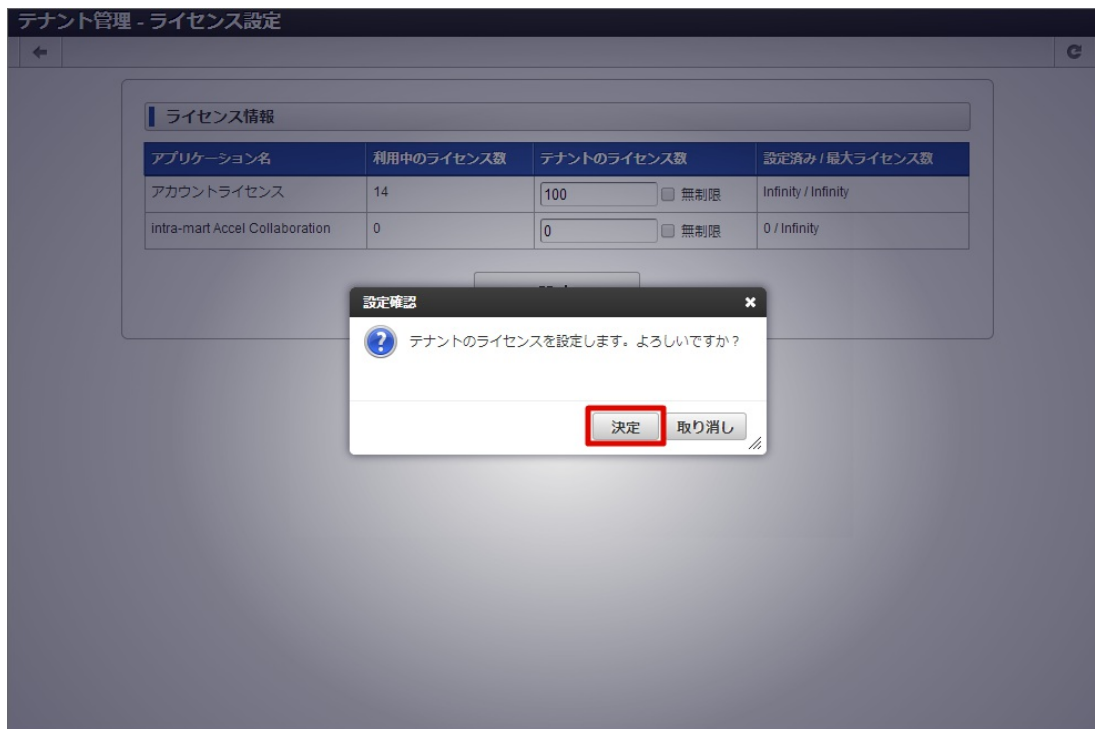 テナント管理 - ライセンス設定
ライセンス情報
アプリケーション名 利用中のライセンス数 テナントのライセンス数 設定済み / 最大ライセンス数
アカウントライセンス 14 100 無制限 Infinity / Infinity
intra-mart Accel Collaboration 0 0 無制限 0 / Infinity
設定確認
テナントのライセンスを設定します。よろしいですか？
決定 取り消し